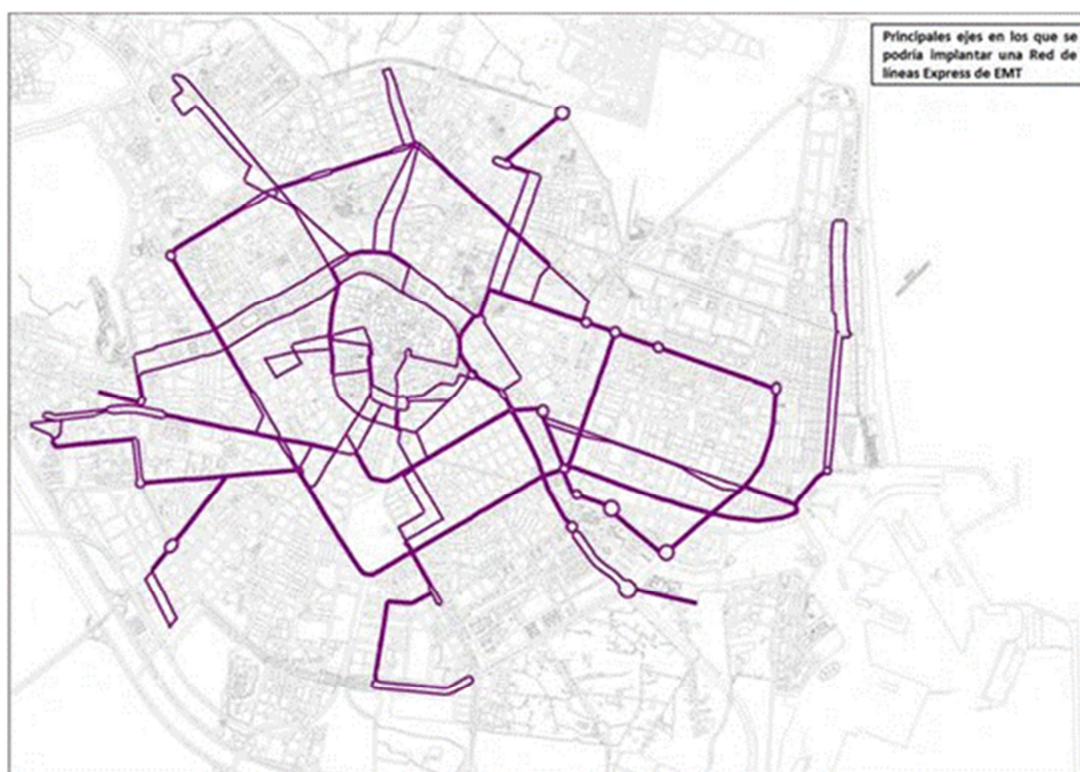 Principales ejes en los que se
podría implantar una Red de
líneas Express de EMT